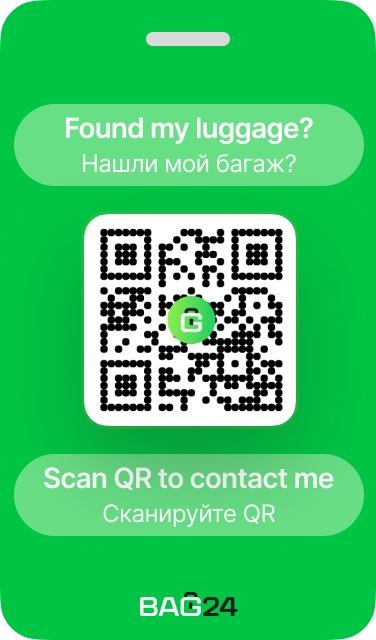 Found my luggage?
Нашли мой багаж?
G
Scan QR to contact me
Сканируйте QR
BAG24